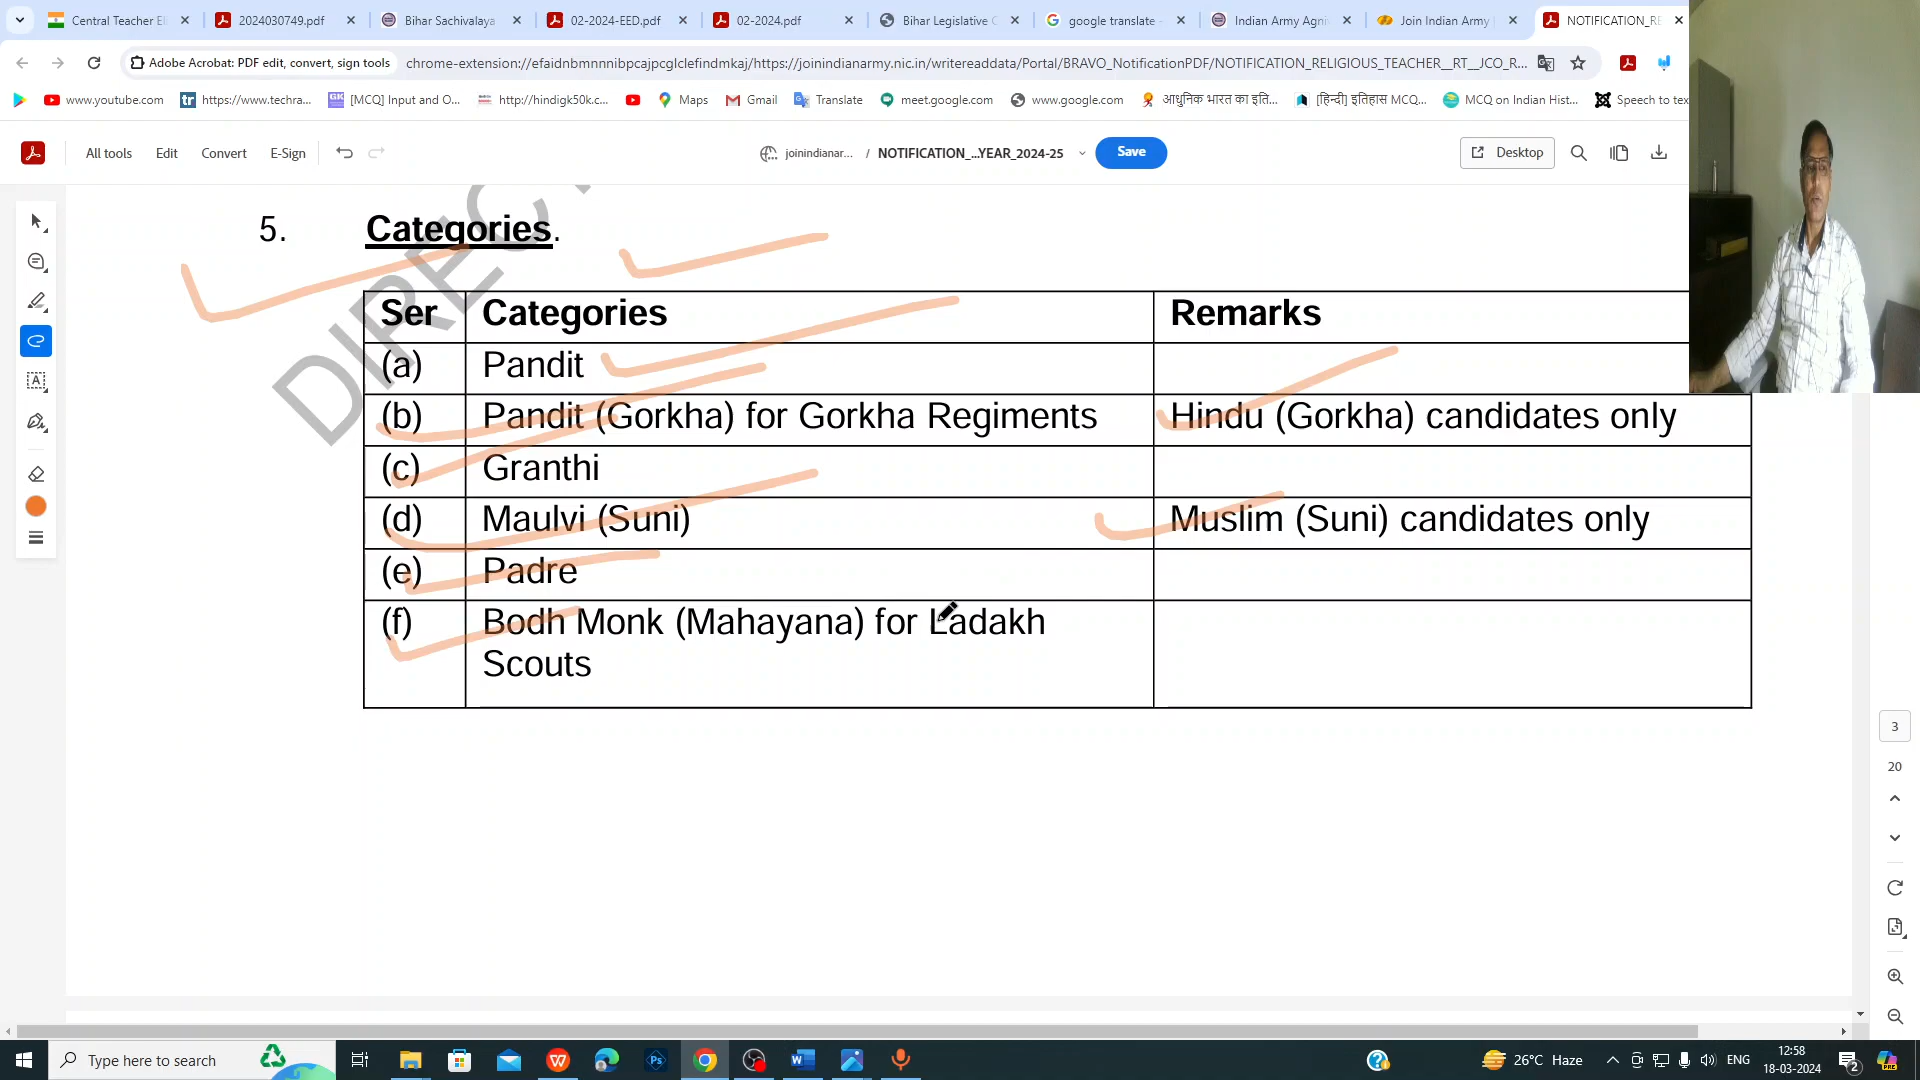 Central Teacher El
2024030749.pdf
Bihar Sachivalaya
02-2024-EED.pdf
02-2024.pdf
Bihar Legislative C
google translate -
Indian Army Agni
Join Indian Army
NOTIFICATION_RE
Adobe Acrobat: PDF edit, convert, sign tools
chrome-extension://efaidnbmnnnibpcajpcglclefindmkaj/https://joinindianarmy.nic.in/writereaddata/Portal/BRAVO_NotificationPDF/NOTIFICATION_RELIGIOUS_TEACHER__RT__JCO_R...
www.youtube.com
https://www.techra...
[MCQ] Input and O...
http://hindigk50k.c...
Maps
Gmail
Translate
meet.google.com
www.google.com
आधुनिक भारत का इति...
[हिन्दी] इतिहास MCQ...
MCQ on Indian Hist...
Speech to tex
All tools
Edit
Convert
E-Sign
joinindianar... / NOTIFICATION_...YEAR_2024-25
Save
Desktop
DIRECT
5. Categories.
Ser Categories Remarks
(a) Pandit
(b) Pandit (Gorkha) for Gorkha Regiments Hindu (Gorkha) candidates only
(c) Granthi
(d) Maulvi (Suni) Muslim (Suni) candidates only
(e) Padre
(f) Bodh Monk (Mahayana) for Ladakh
Scouts
3
20
Type here to search
26°C Haze
ENG
12:58
18-03-2024
2